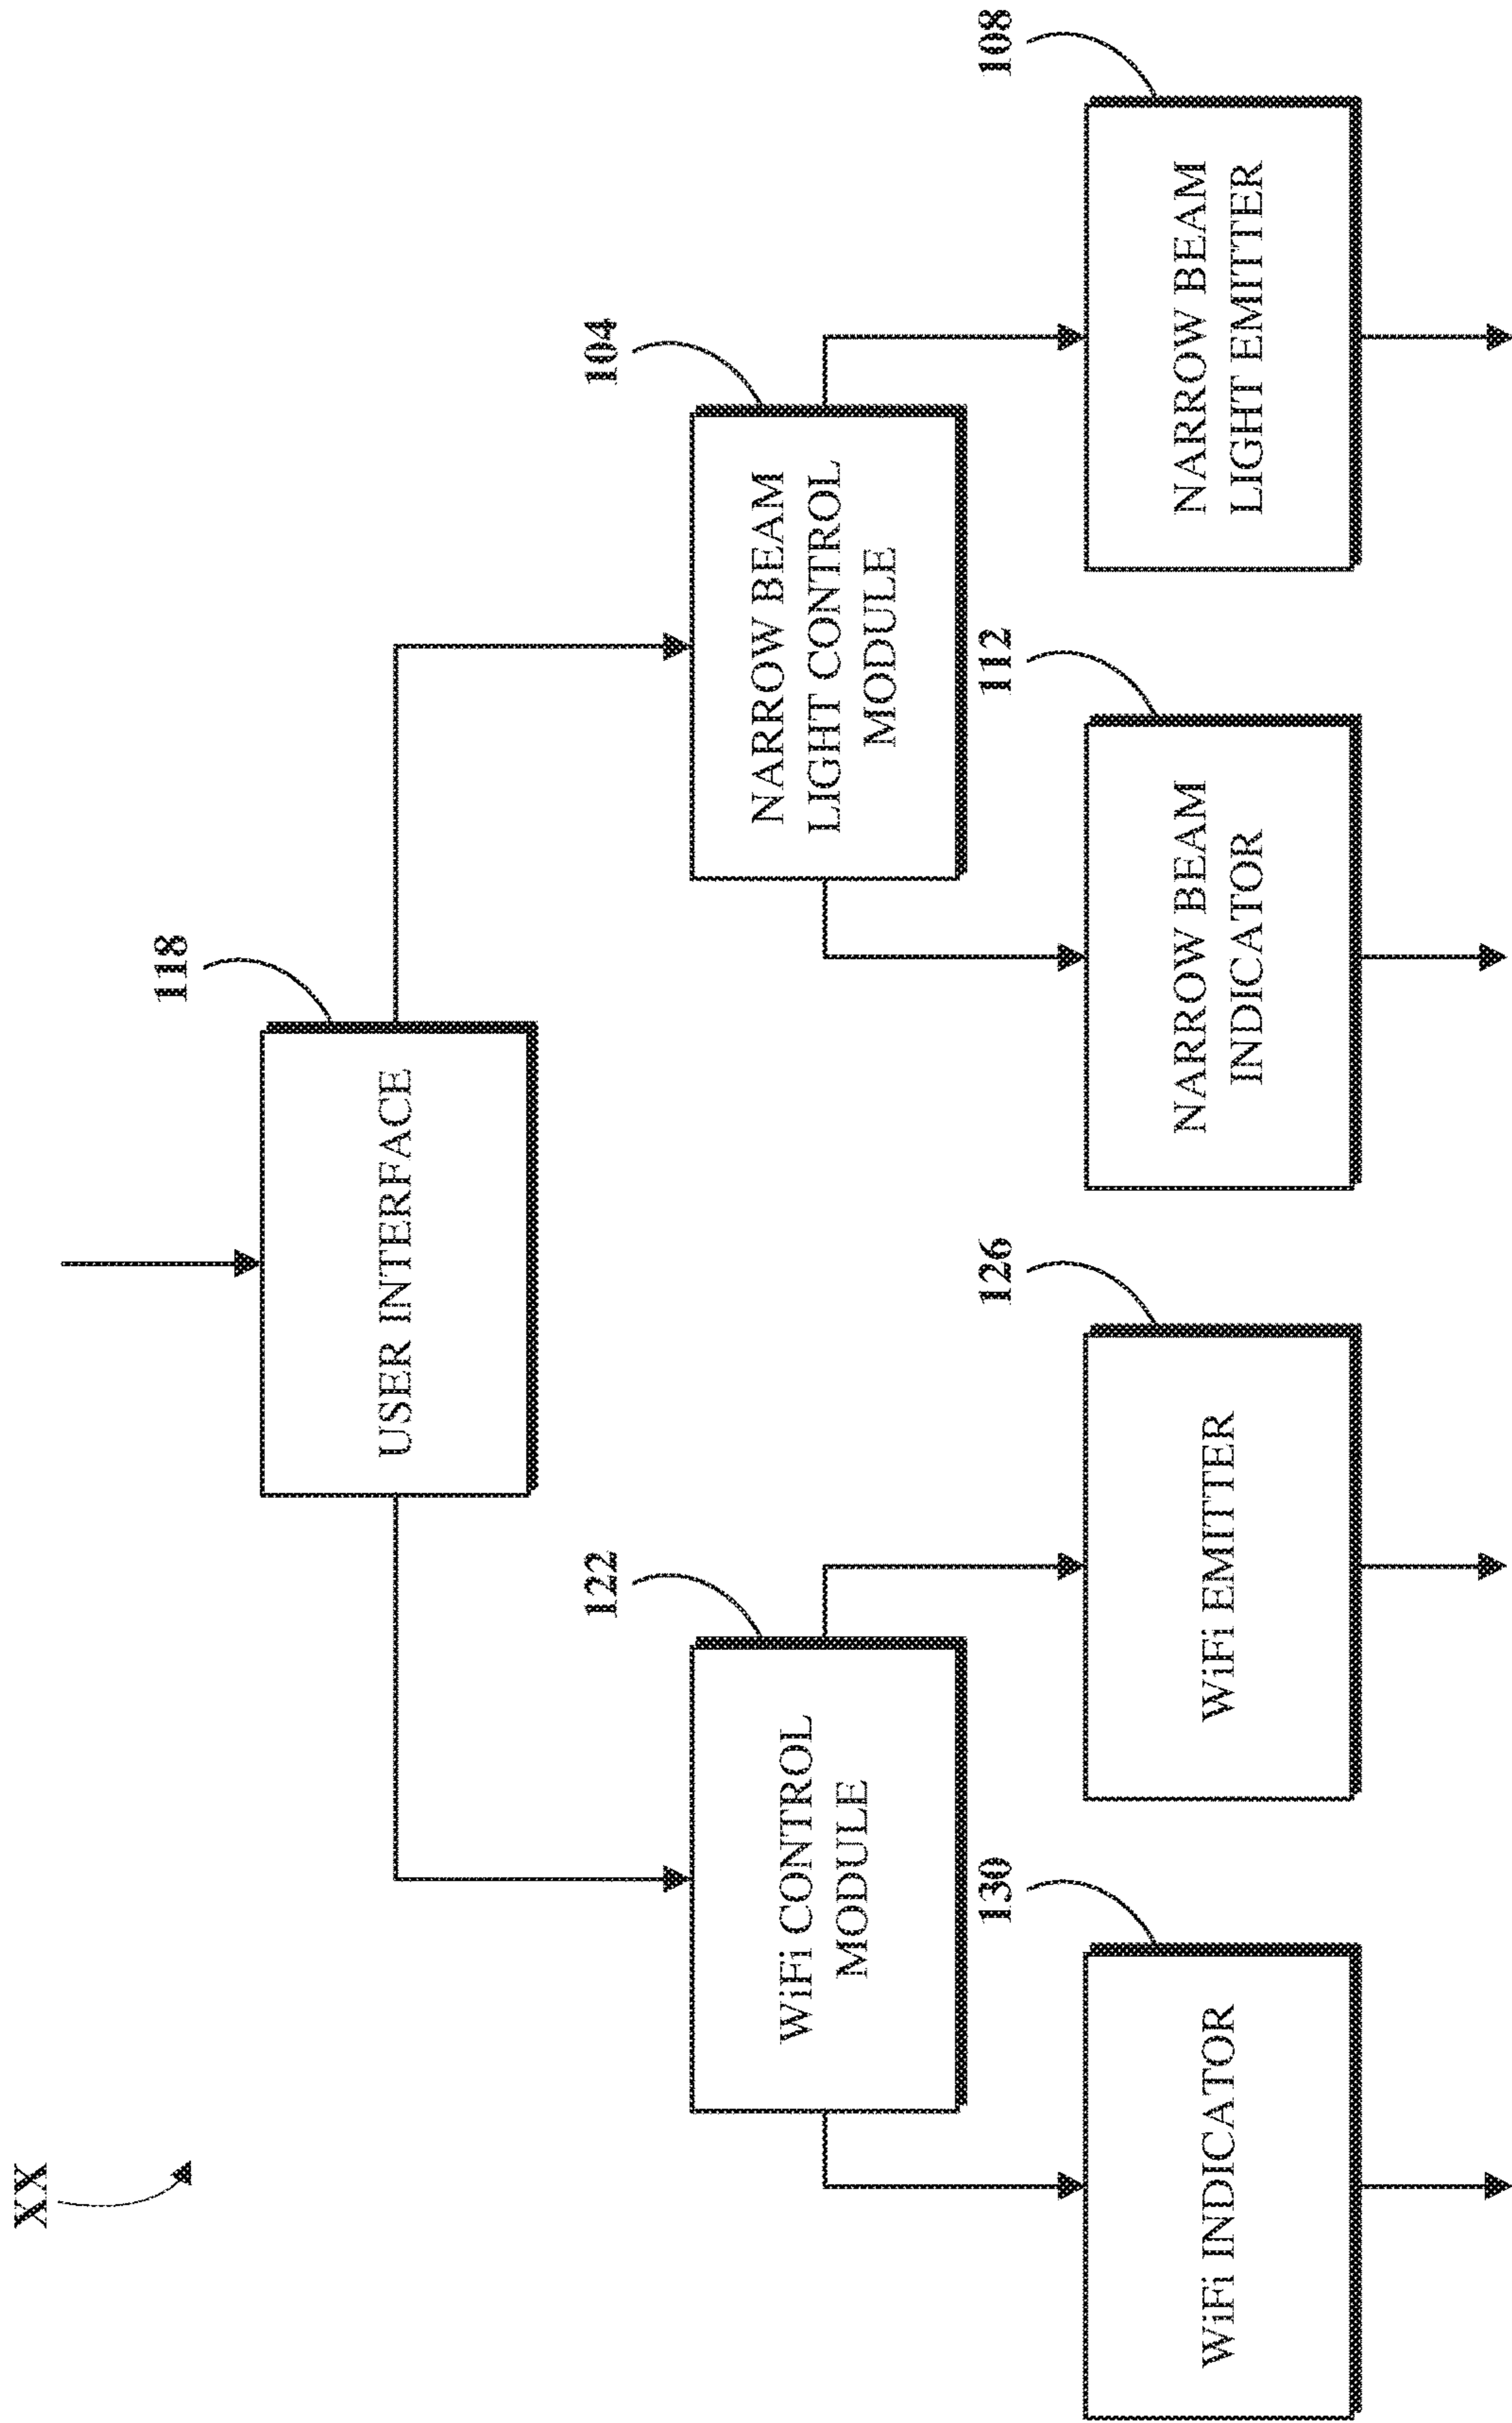 XX
118
USER INTERFACE
122
WiFi CONTROL
MODULE
104
NARROW BEAM
LIGHT CONTROL
MODULE
130
WiFi INDICATOR
126
WiFi EMITTER
112
NARROW BEAM
INDICATOR
108
NARROW BEAM
LIGHT EMITTER